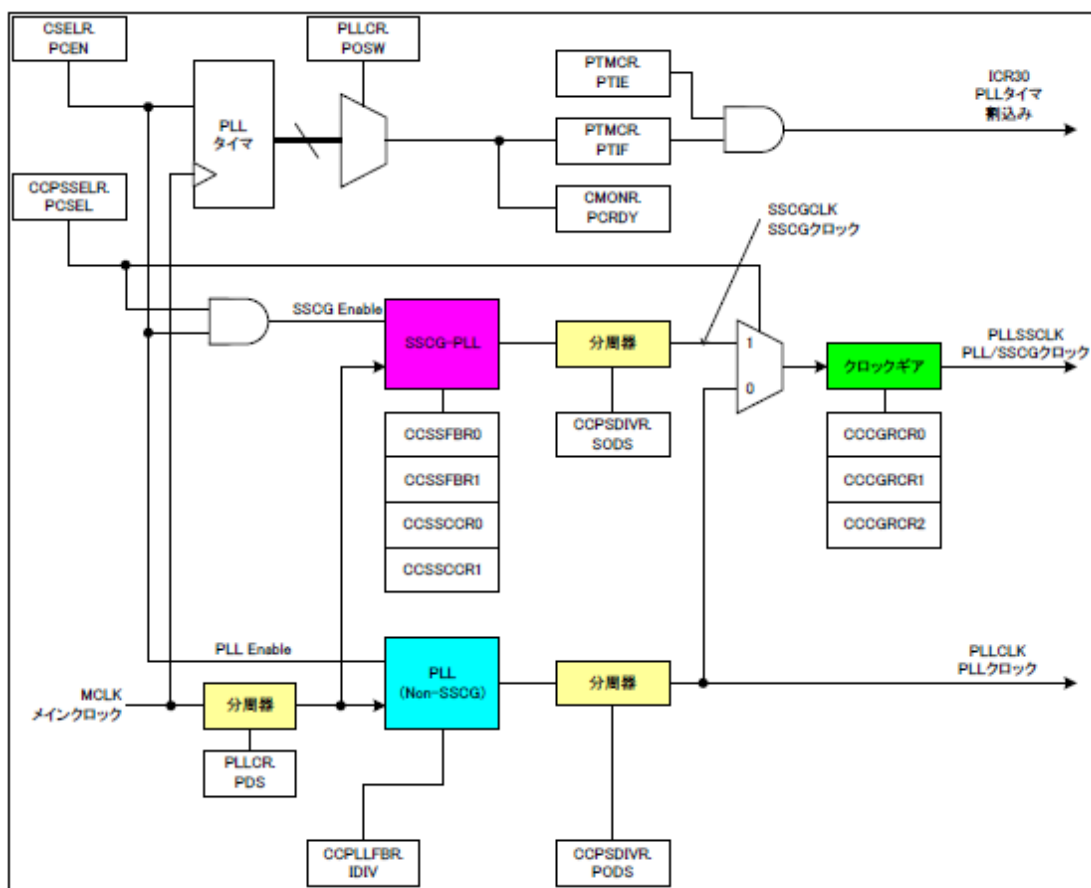 CSELR.
PCEN
PLLCR.
POSW
PTMCR.
PTIE
ICR30
PLLタイマ
割込み
PLL
タイマ
PTMCR.
PTIF
CCPSSELR.
PCSEL
CMONR.
PCRDY
SSCGCLK
SSCGクロック
SSCG Enable
SSCG-PLL
分周器
1
0
クロックギア
PLLSSCLK
PLL/SSCGクロック
CCSSFBR0
CCSSFBR1
CCSSCCR0
CCSSCCR1
CCPSDIVR.
SODS
CCCGRCR0
CCCGRCR1
CCCGRCR2
PLL Enable
PLL
(Non-SSCG)
分周器
PLLCLK
PLLクロック
MCLK
メインクロック
分周器
PLLCR.
PDS
CCPLLFBR.
IDIV
CCPSDIVR.
PODS